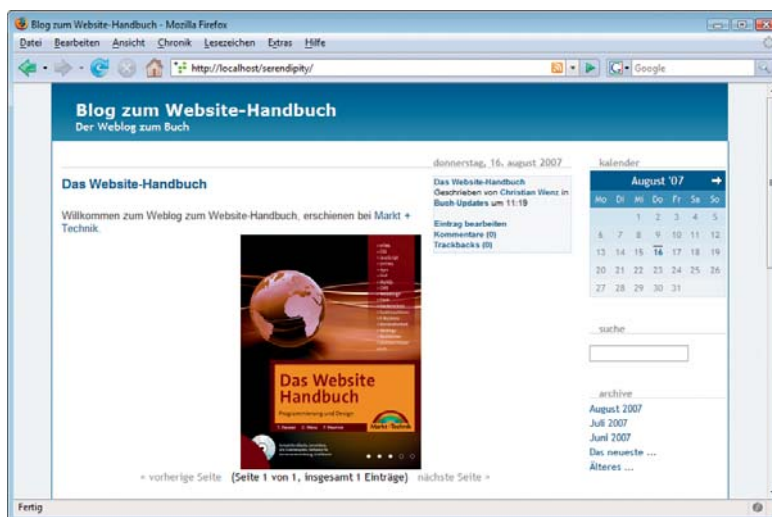 Blog zum Website-Handbuch - Mozilla Firefox
Datei Bearbeiten Ansicht Chronik Lesezeichen Extras Hilfe
http://localhost/serendipity/
Google
Blog zum Website-Handbuch
Der Weblog zum Buch
donnerstag, 16. august 2007
Das Website-Handbuch
Willkommen zum Weblog zum Website-Handbuch, erschienen bei Markt +
Technik.
Das Website
Handbuch
Programmierung und Design
Markt+Technik
« vorherige Seite (Seite 1 von 1, insgesamt 1 Einträge) nächste Seite »
Das Website-Handbuch
Geschrieben von Christian Wenz in
Buch-Updates um 11:19
Eintrag bearbeiten
Kommentare (0)
Trackbacks (0)
kalender
August '07
Mo Di Mi Do Fr Sa So
1 2 3 4 5
6 7 8 9 10 11 12
13 14 15 16 17 18 19
20 21 22 23 24 25 26
27 28 29 30 31
suche
archive
August 2007
Juli 2007
Juni 2007
Das neueste ...
Älteres ...
Fertig